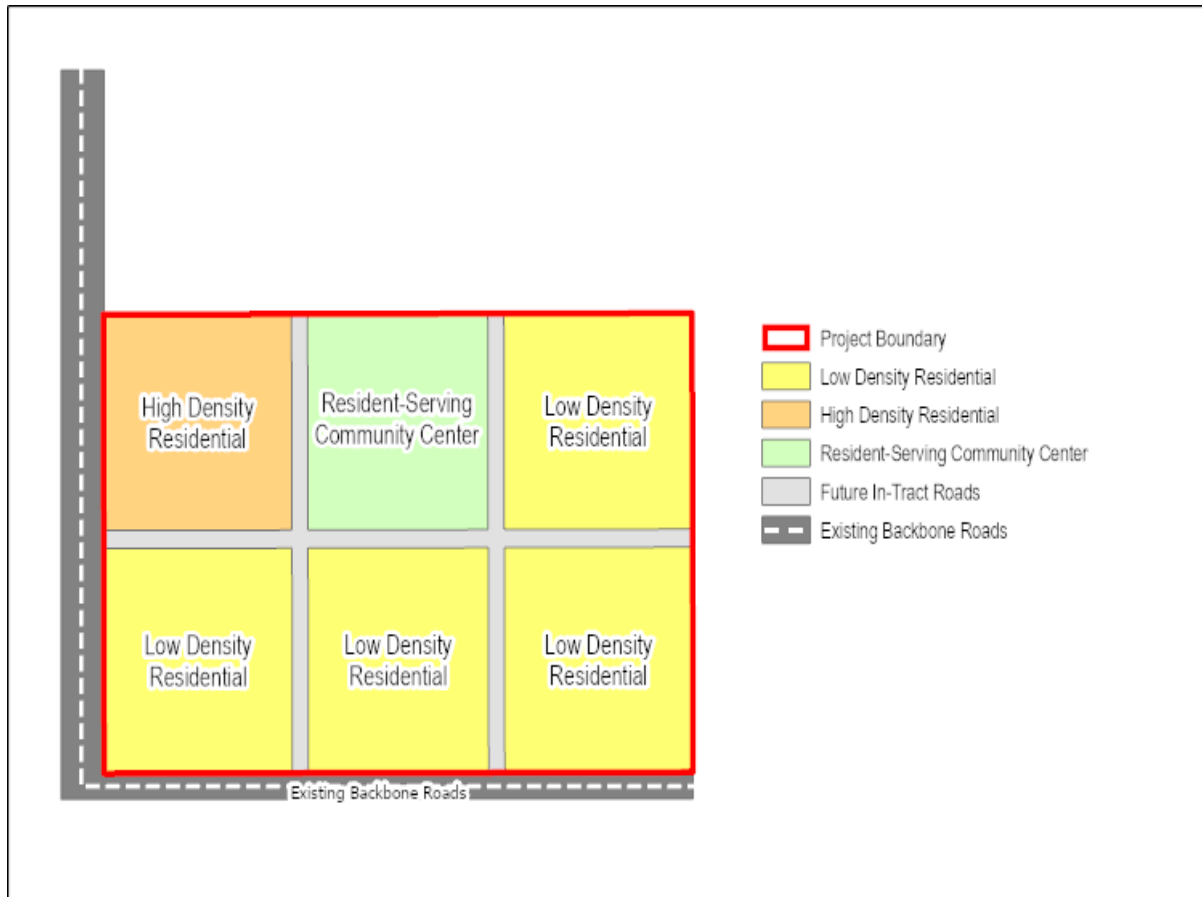 High Density
Residential
Resident-Serving
Community Center
Low Density
Residential
Project Boundary
Low Density Residential
High Density Residential
Resident-Serving Community Center
Future In-Tract Roads
Existing Backbone Roads
Low Density
Residential
Low Density
Residential
Low Density
Residential
Existing Backbone Roads